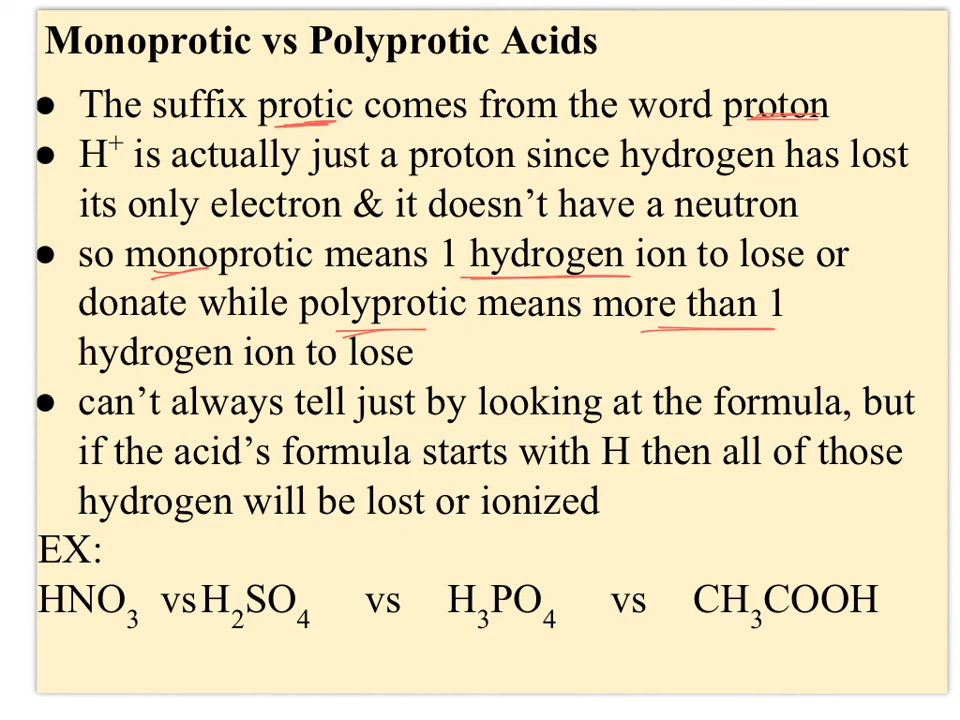 Monoprotic vs Polyprotic Acids
● The suffix protic comes from the word proton
● H⁺ is actually just a proton since hydrogen has lost
its only electron & it doesn’t have a neutron
● so monoprotic means 1 hydrogen ion to lose or
donate while polyprotic means more than 1
hydrogen ion to lose
● can’t always tell just by looking at the formula, but
if the acid’s formula starts with H then all of those
hydrogen will be lost or ionized
EX:
HNO₃ vs H₂SO₄ vs H₃PO₄ vs CH₃COOH